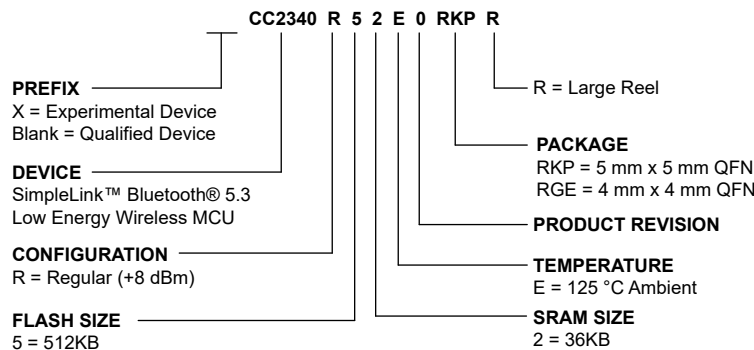 CC2340 R 5 2 E 0 RKP R
PREFIX
X = Experimental Device
Blank = Qualified Device
DEVICE
SimpleLink™ Bluetooth® 5.3
Low Energy Wireless MCU
CONFIGURATION
R = Regular (+8 dBm)
FLASH SIZE
5 = 512KB
R = Large Reel
PACKAGE
RKP = 5 mm x 5 mm QFN
RGE = 4 mm x 4 mm QFN
PRODUCT REVISION
TEMPERATURE
E = 125 °C Ambient
SRAM SIZE
2 = 36KB